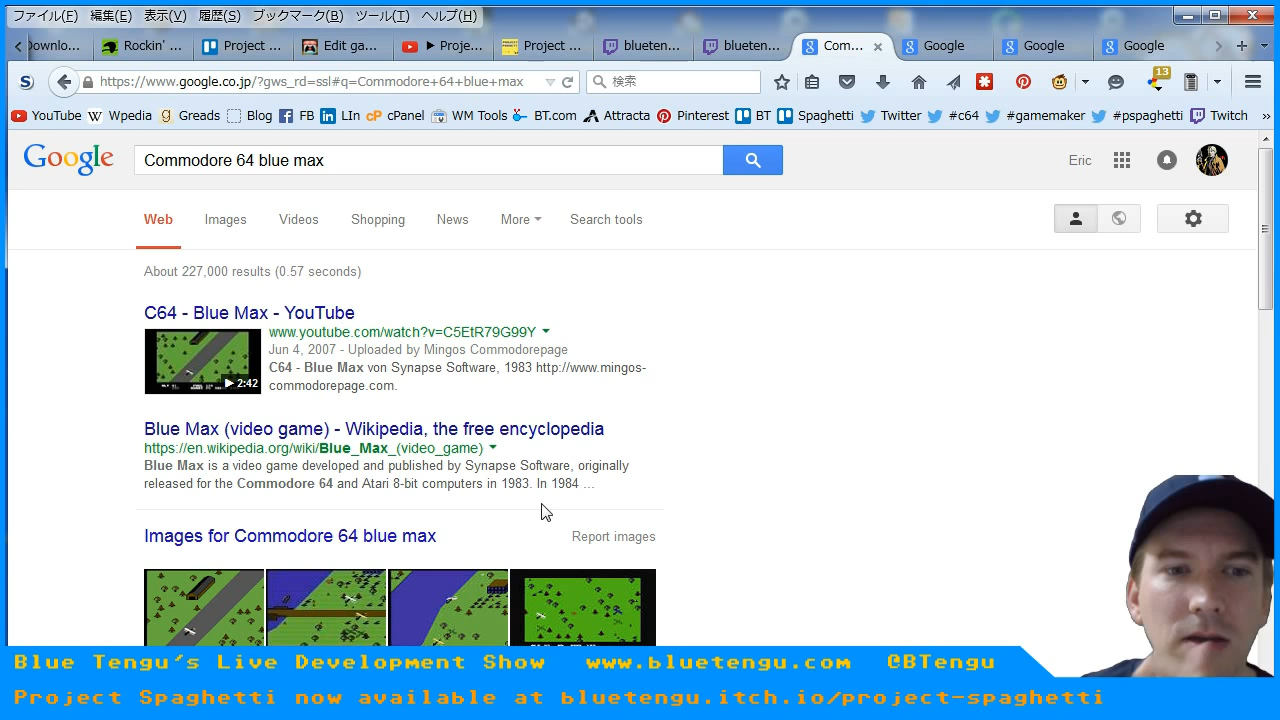 ファイル(F) 編集(E) 表示(V) 履歴(S) ブックマーク(B) ツール(T) ヘルプ(H)
Downlo... Rockin' ... Project ... Edit ga... ▶ Proje... Project ... blueten... blueten... Com... Google Google Google
https://www.google.co.jp/?gws_rd=ssl#q=Commodore+64+blue+max 検索 13
YouTube Wpedia Greads Blog FB LIn cPanel WM Tools BT.com Attracta Pinterest BT Spaghetti Twitter #c64 #gamemaker #pspaghetti Twitch »
Google Commodore 64 blue max Eric
Web Images Videos Shopping News More Search tools
About 227,000 results (0.57 seconds)
C64 - Blue Max - YouTube
www.youtube.com/watch?v=C5EtR79G99Y
Jun 4, 2007 - Uploaded by Mingos Commodorepage
C64 - Blue Max von Synapse Software, 1983 http://www.mingos-
commodorepage.com.
▶ 2:42
Blue Max (video game) - Wikipedia, the free encyclopedia
https://en.wikipedia.org/wiki/Blue_Max_(video_game)
Blue Max is a video game developed and published by Synapse Software, originally
released for the Commodore 64 and Atari 8-bit computers in 1983. In 1984 ...
Images for Commodore 64 blue max Report images
Blue Tengu's Live Development Show www.bluetengu.com @BTengu
Project Spaghetti now available at bluetengu.itch.io/project-spaghetti